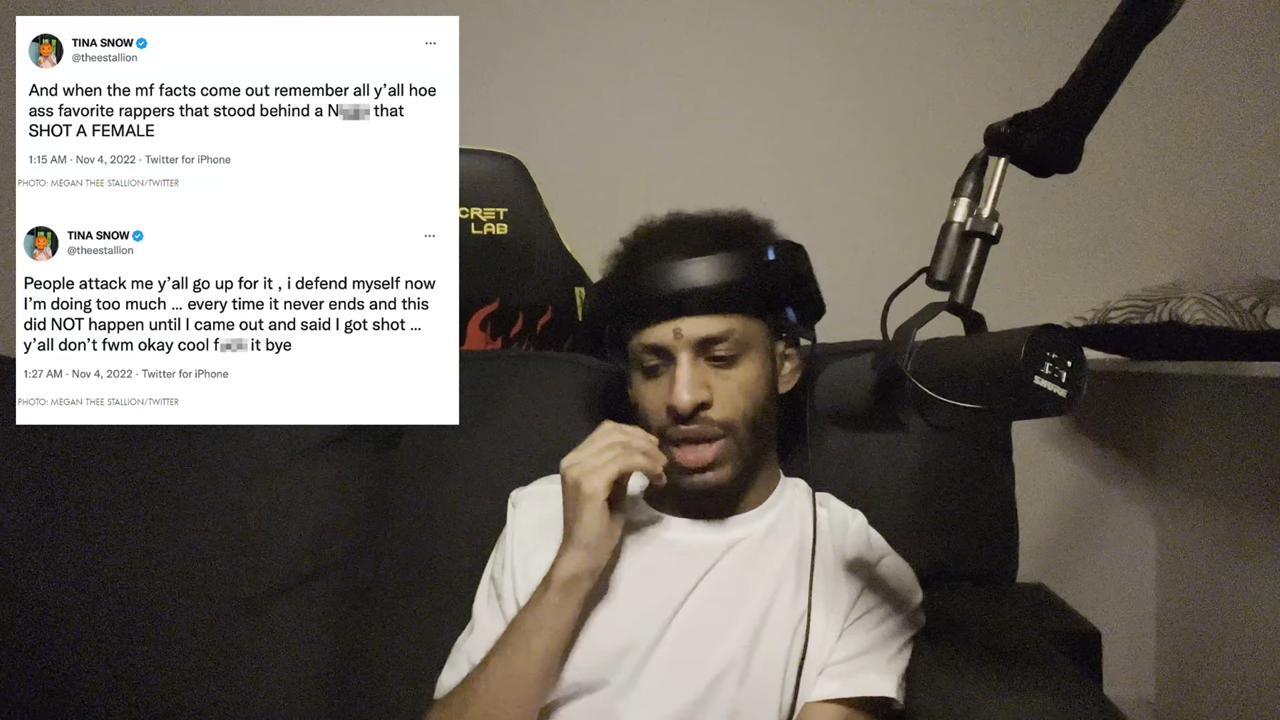 TINA SNOW
@theestallion
And when the mf facts come out remember all y'all hoe
ass favorite rappers that stood behind a N that
SHOT A FEMALE
1:15 AM · Nov 4, 2022 · Twitter for iPhone
PHOTO: MEGAN THEE STALLION/TWITTER
TINA SNOW
@theestallion
People attack me y'all go up for it , i defend myself now
I'm doing too much ... every time it never ends and this
did NOT happen until I came out and said I got shot ...
y'all don't fwm okay cool f it bye
1:27 AM · Nov 4, 2022 · Twitter for iPhone
PHOTO: MEGAN THEE STALLION/TWITTER
CRET
LAB
SHURE